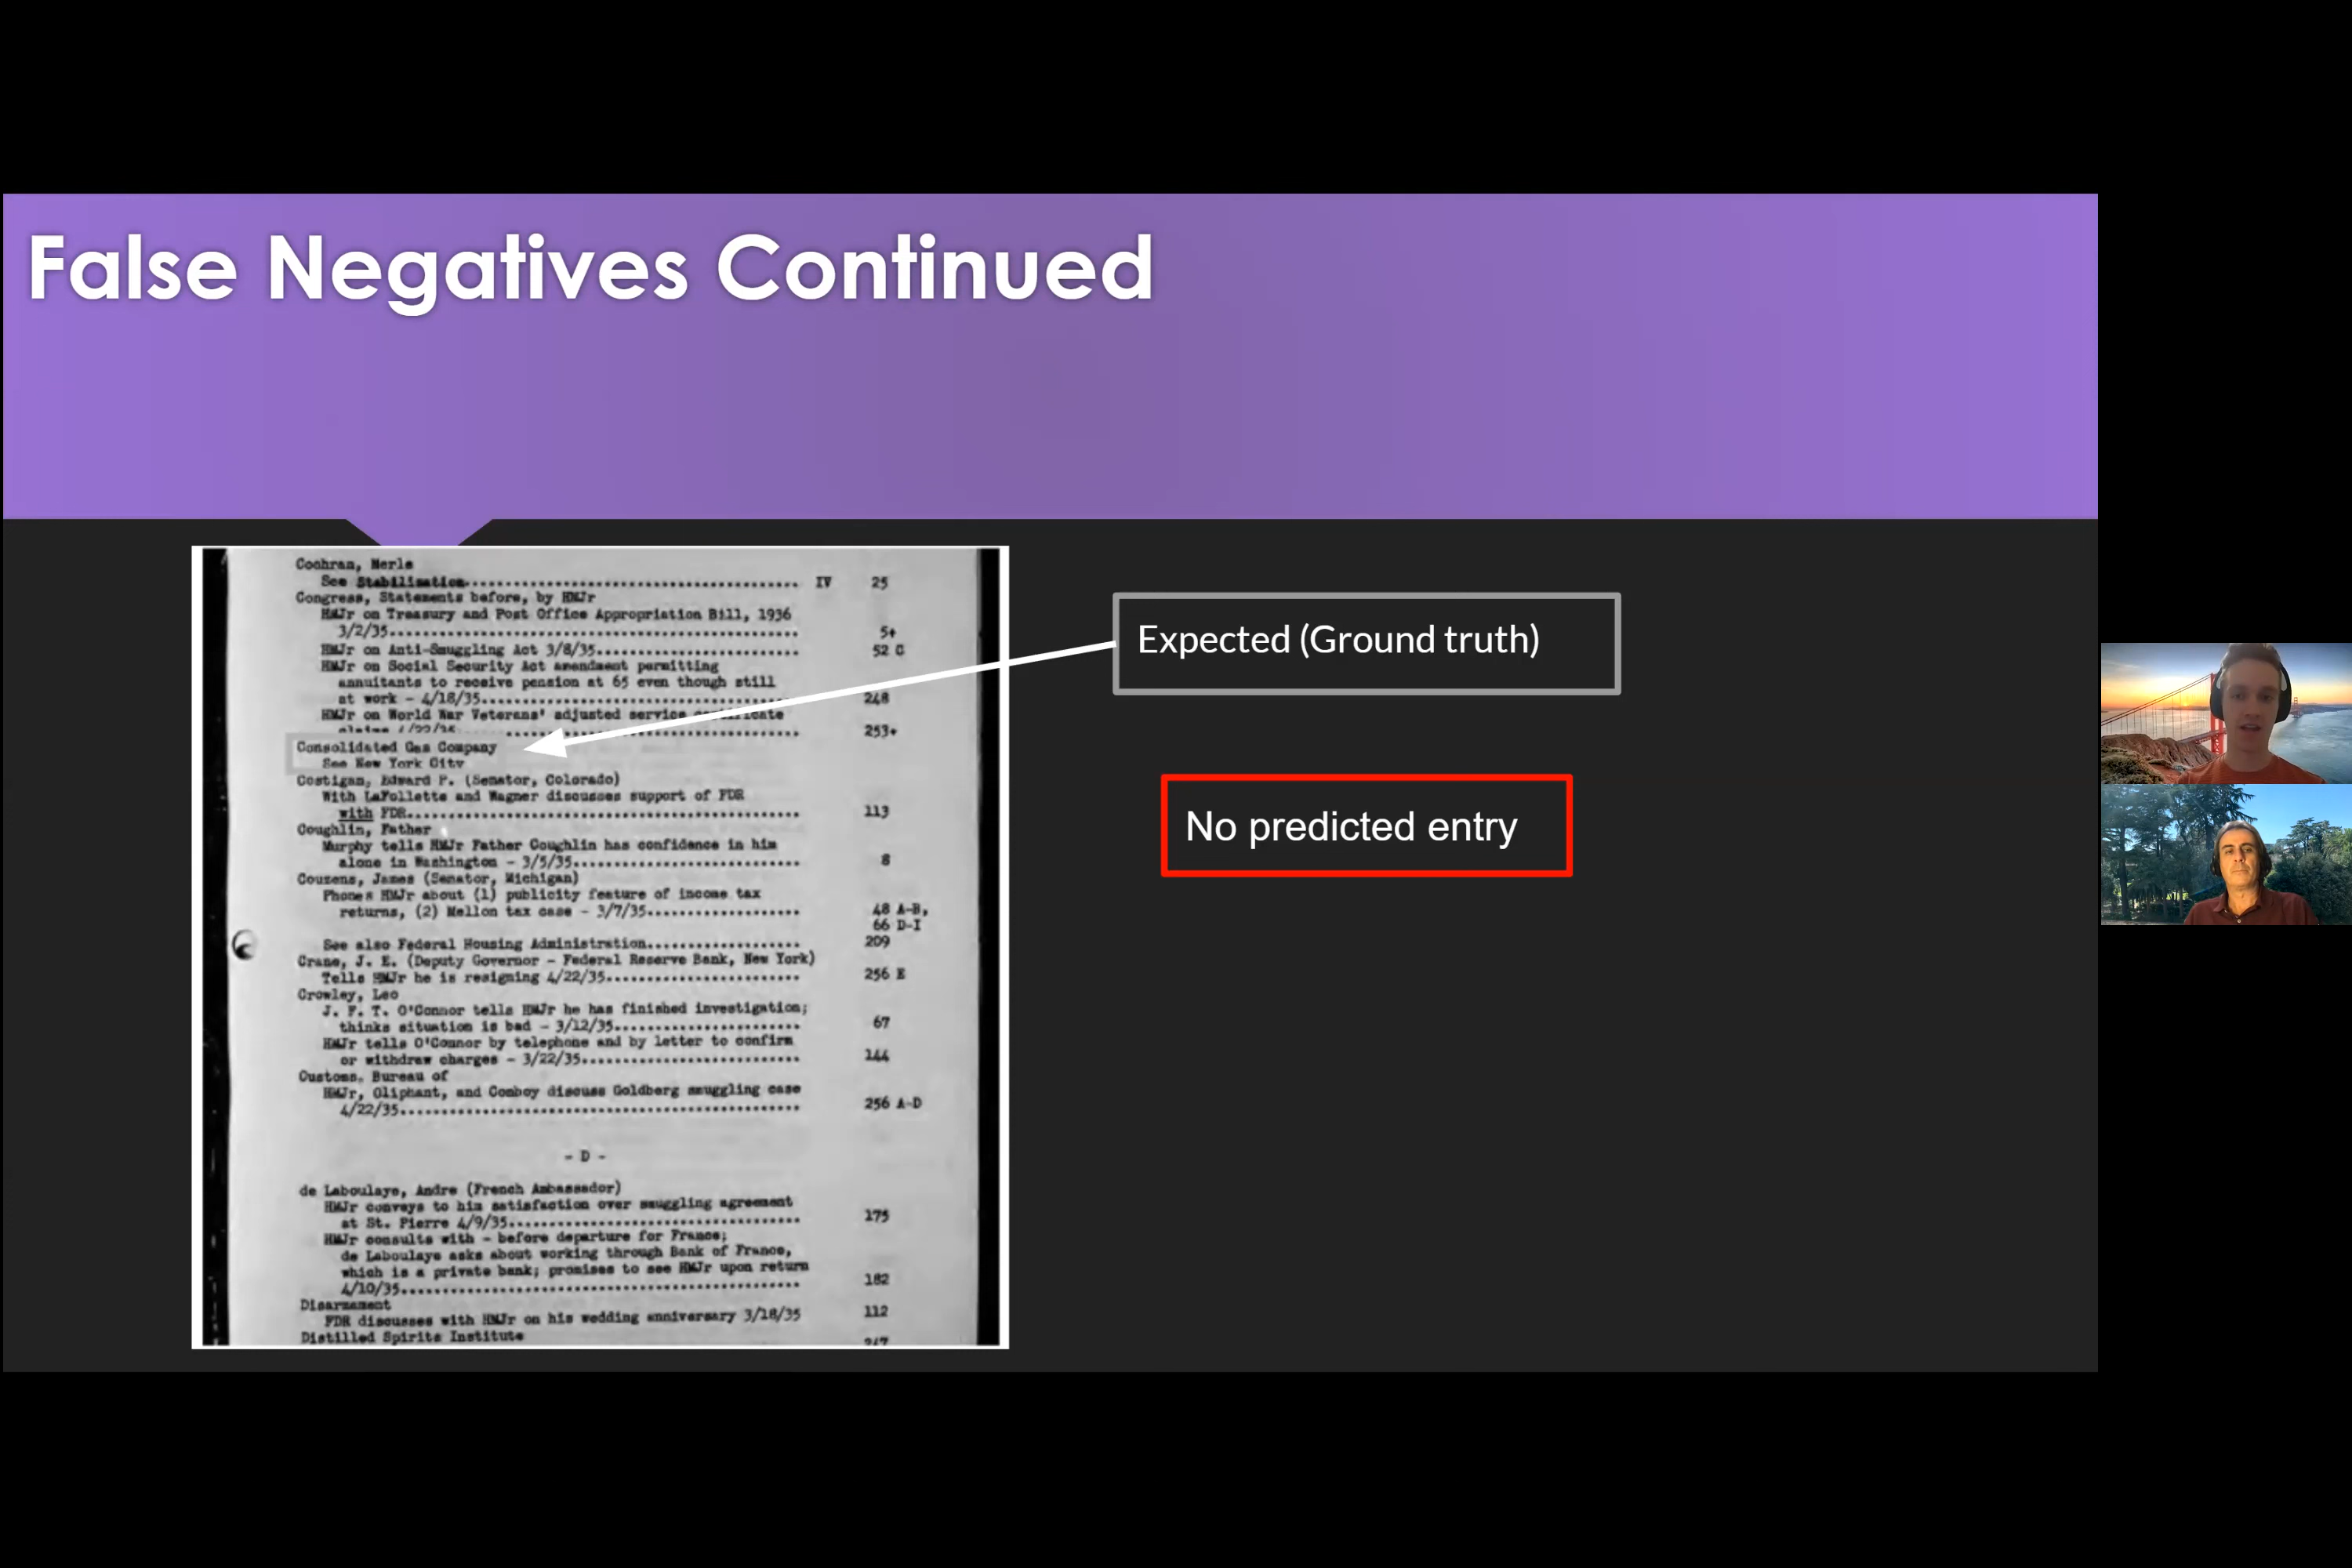 False Negatives Continued
Cochran, Merle
See Stabilization........................................ IV 25
Congress, Statements before, by HMJr
HMJr on Treasury and Post Office Appropriation Bill, 1936
3/2/35.................................................. 5+
HMJr on Anti-Smuggling Act 3/8/35......................... 52 C
HMJr on Social Security Act amendment permitting
annuitants to receive pension at 65 even though still
at work - 4/18/35....................................... 248
HMJr on World War Veterans' adjusted service
claims 4/22/35.................................... 253+
Consolidated Gas Company
See New York City
Costigan, Edward P. (Senator, Colorado)
With LaFollette and Wagner discusses support of FDR
with FDR................................................ 113
Coughlin, Father
Murphy tells HMJr Father Coughlin has confidence in him
alone in Washington - 3/5/35............................ 8
Couzens, James (Senator, Michigan)
Phones HMJr about (1) publicity feature of income tax
returns, (2) Mellon tax case - 3/7/35................... 48 A-B,
66 D-I
See also Federal Housing Administration................... 209
Crane, J. E. (Deputy Governor - Federal Reserve Bank, New York)
Tells HMJr he is resigning 4/22/35........................ 256 E
Crowley, Leo
J. F. T. O'Connor tells HMJr he has finished investigation;
thinks situation is bad - 3/12/35....................... 67
HMJr tells O'Connor by telephone and by letter to confirm
or withdraw charges - 3/22/35........................... 144
Customs, Bureau of
HMJr, Oliphant, and Conboy discuss Goldberg smuggling case
4/22/35................................................. 256 A-D
- D -
de Laboulaye, Andre (French Ambassador)
HMJr conveys to him satisfaction over smuggling agreement
at St. Pierre 4/9/35.................................... 175
HMJr consults with - before departure for France;
de Laboulaye asks about working through Bank of France,
which is a private bank; promises to see HMJr upon return
4/10/35................................................. 182
Disarmament
FDR discusses with HMJr on his wedding anniversary 3/18/35 112
Distilled Spirits Institute
Expected (Ground truth)
No predicted entry